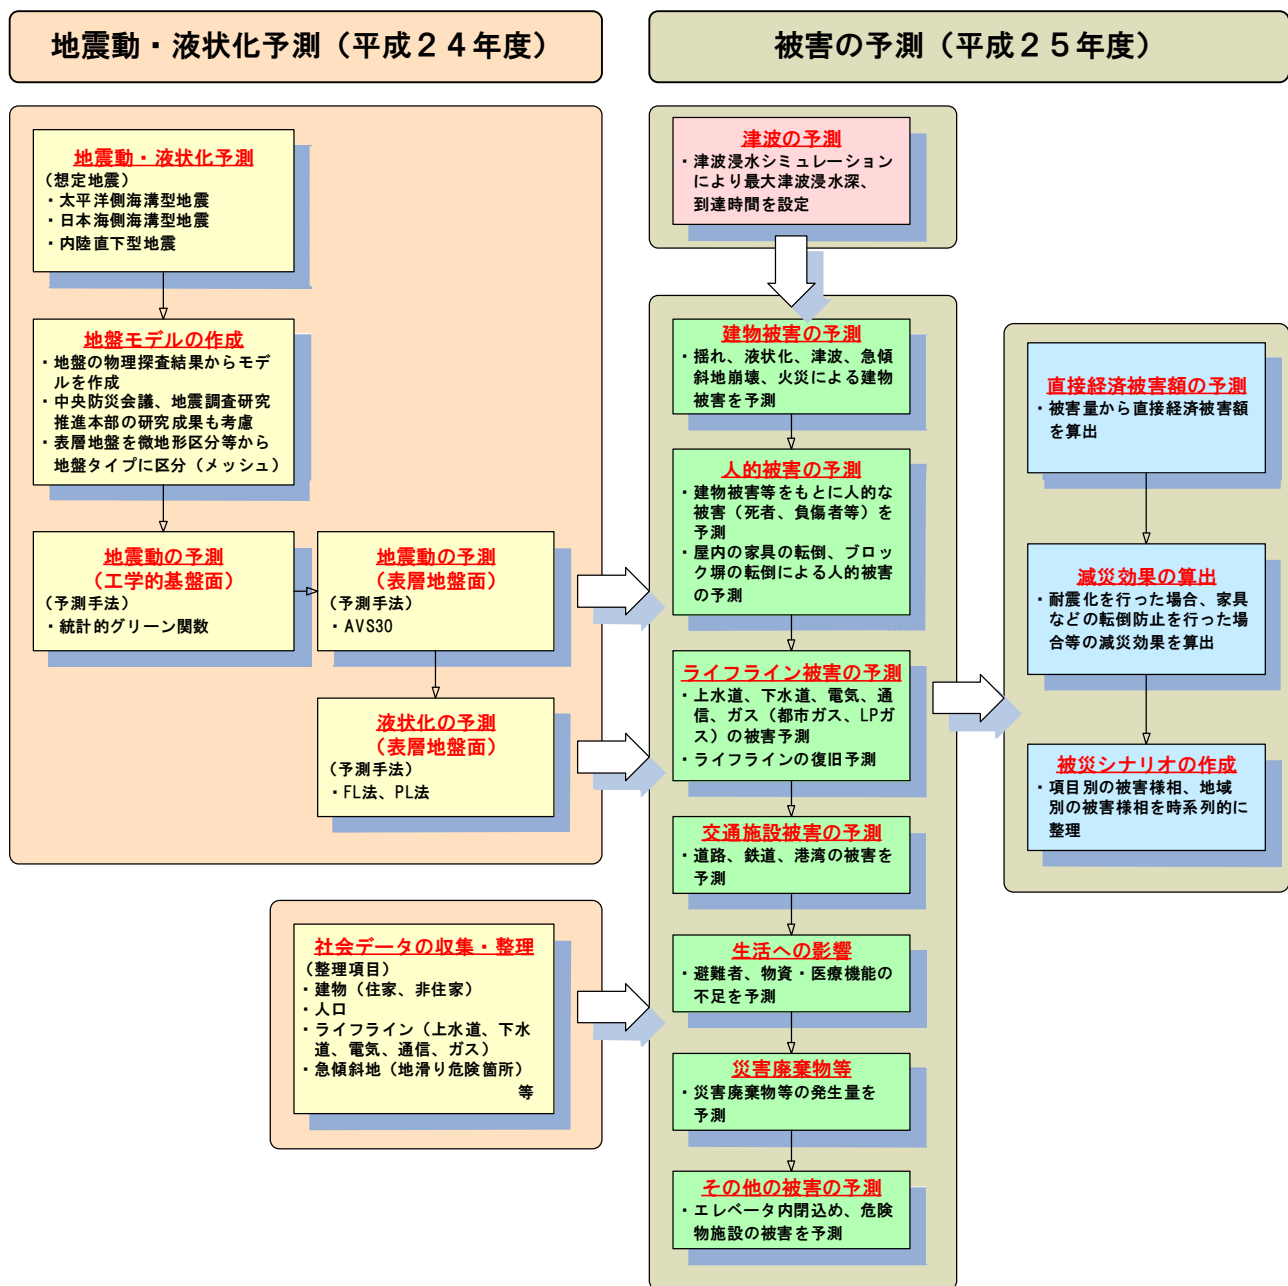 地震動・液状化予測（平成２４年度）
地震動・液状化予測
（想定地震）
・太平洋側海溝型地震
・日本海側海溝型地震
・内陸直下型地震
地盤モデルの作成
・地盤の物理探査結果からモデ
ルを作成
・中央防災会議、地震調査研究
推進本部の研究成果も考慮
・表層地盤を微地形区分等から
地盤タイプに区分（メッシュ）
地震動の予測
（工学的基盤面）
（予測手法）
・統計的グリーン関数
地震動の予測
（表層地盤面）
（予測手法）
・AVS30
液状化の予測
（表層地盤面）
（予測手法）
・FL法、PL法
社会データの収集・整理
（整理項目）
・建物（住家、非住家）
・人口
・ライフライン（上水道、下水
道、電気、通信、ガス）
・急傾斜地（地滑り危険箇所）
等
被害の予測（平成２５年度）
津波の予測
・津波浸水シミュレーション
により最大津波浸水深、
到達時間を設定
建物被害の予測
・揺れ、液状化、津波、急傾
斜地崩壊、火災による建物
被害を予測
人的被害の予測
・建物被害等をもとに人的な
被害（死者、負傷者等）を
予測
・屋内の家具の転倒、ブロッ
ク塀の転倒による人的被害
の予測
ライフライン被害の予測
・上水道、下水道、電気、通
信、ガス（都市ガス、LPガ
ス）の被害予測
・ライフラインの復旧予測
交通施設被害の予測
・道路、鉄道、港湾の被害を
予測
生活への影響
・避難者、物資・医療機能の
不足を予測
災害廃棄物等
・災害廃棄物等の発生量を
予測
その他の被害の予測
・エレベータ内閉込め、危険
物施設の被害を予測
直接経済被害額の予測
・被害量から直接経済被害額
を算出
減災効果の算出
・耐震化を行った場合、家具
などの転倒防止を行った場
合等の減災効果を算出
被災シナリオの作成
・項目別の被害様相、地域
別の被害様相を時系列的に
整理